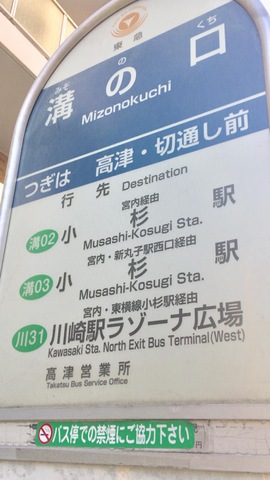 東急
みぞ の くち
溝の口
Mizonokuchi
つぎは 高津・切通し前
行先 Destination
宮内経由
溝02 小杉駅
Musashi-Kosugi Sta.
宮内・新丸子駅西口経由
溝03 小杉駅
Musashi-Kosugi Sta.
宮内・東横線小杉駅経由
川31 川崎駅ラゾーナ広場
Kawasaki Sta. North Exit Bus Terminal(West)
高津営業所
Takatsu Bus Service Office
バス停での禁煙にご協力下さい